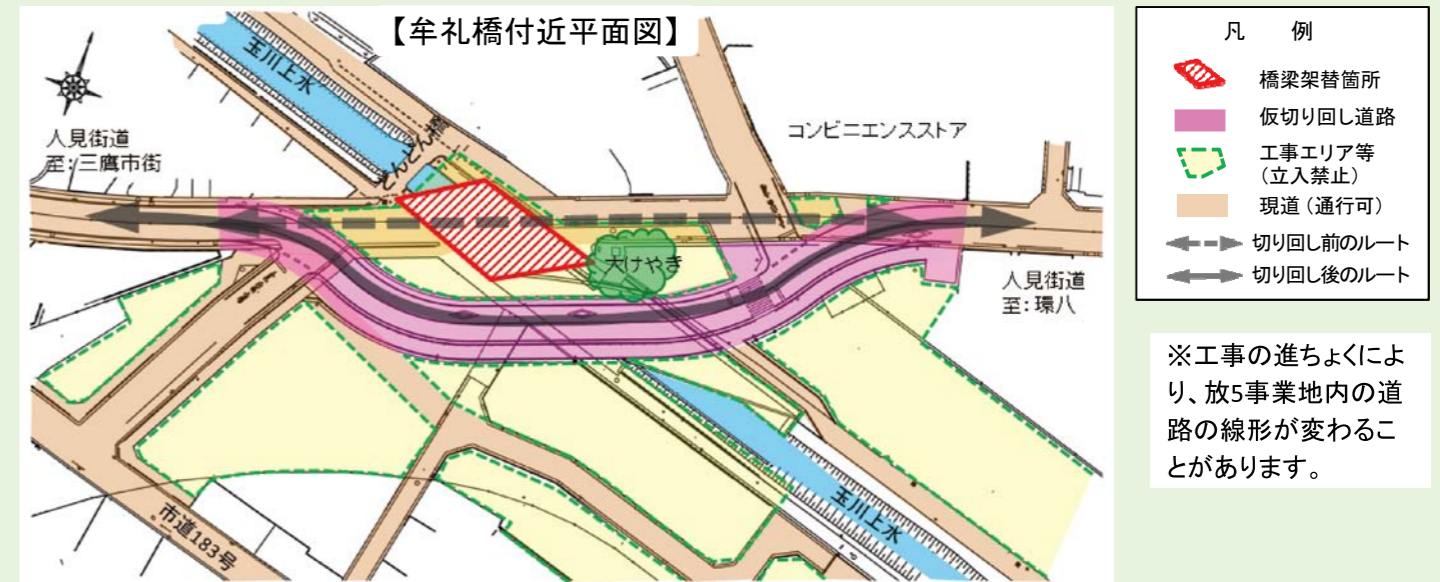 【牟礼橋付近平面図】
玉川上水
人見街道
至：三鷹市街
どんどん橋
コンビニエンスストア
大けやき
人見街道
至：環八
玉川上水
市道183号
凡　例
橋梁架替箇所
仮切り回し道路
工事エリア等
（立入禁止）
現道（通行可）
切り回し前のルート
切り回し後のルート
※工事の進ちょくによ
り、放5事業地内の道
路の線形が変わるこ
とがあります。